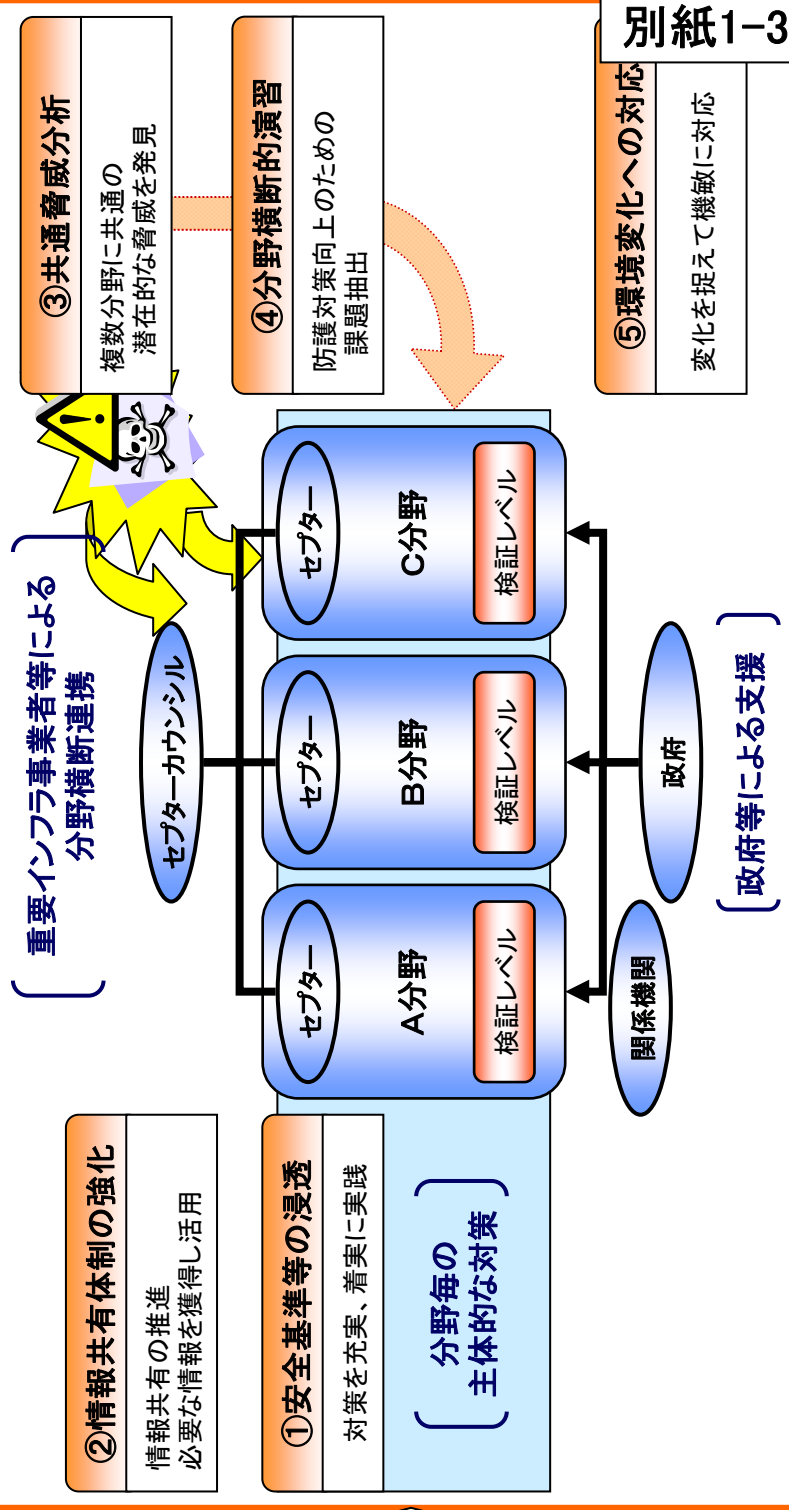 別紙1-3
重要インフラ事業者等による
分野横断連携
②情報共有体制の強化
情報共有の推進
必要な情報を獲得し活用
セプターカウンシル
③共通脅威分析
複数分野に共通の
潜在的な脅威を発見
①安全基準等の浸透
対策を充実、着実に実践
分野毎の
主体的な対策
セプター
A分野
検証レベル
セプター
B分野
検証レベル
セプター
C分野
検証レベル
④分野横断的演習
防護対策向上のための
課題抽出
関係機関
政府
政府等による支援
⑤環境変化への対応
変化を捉えて機敏に対応